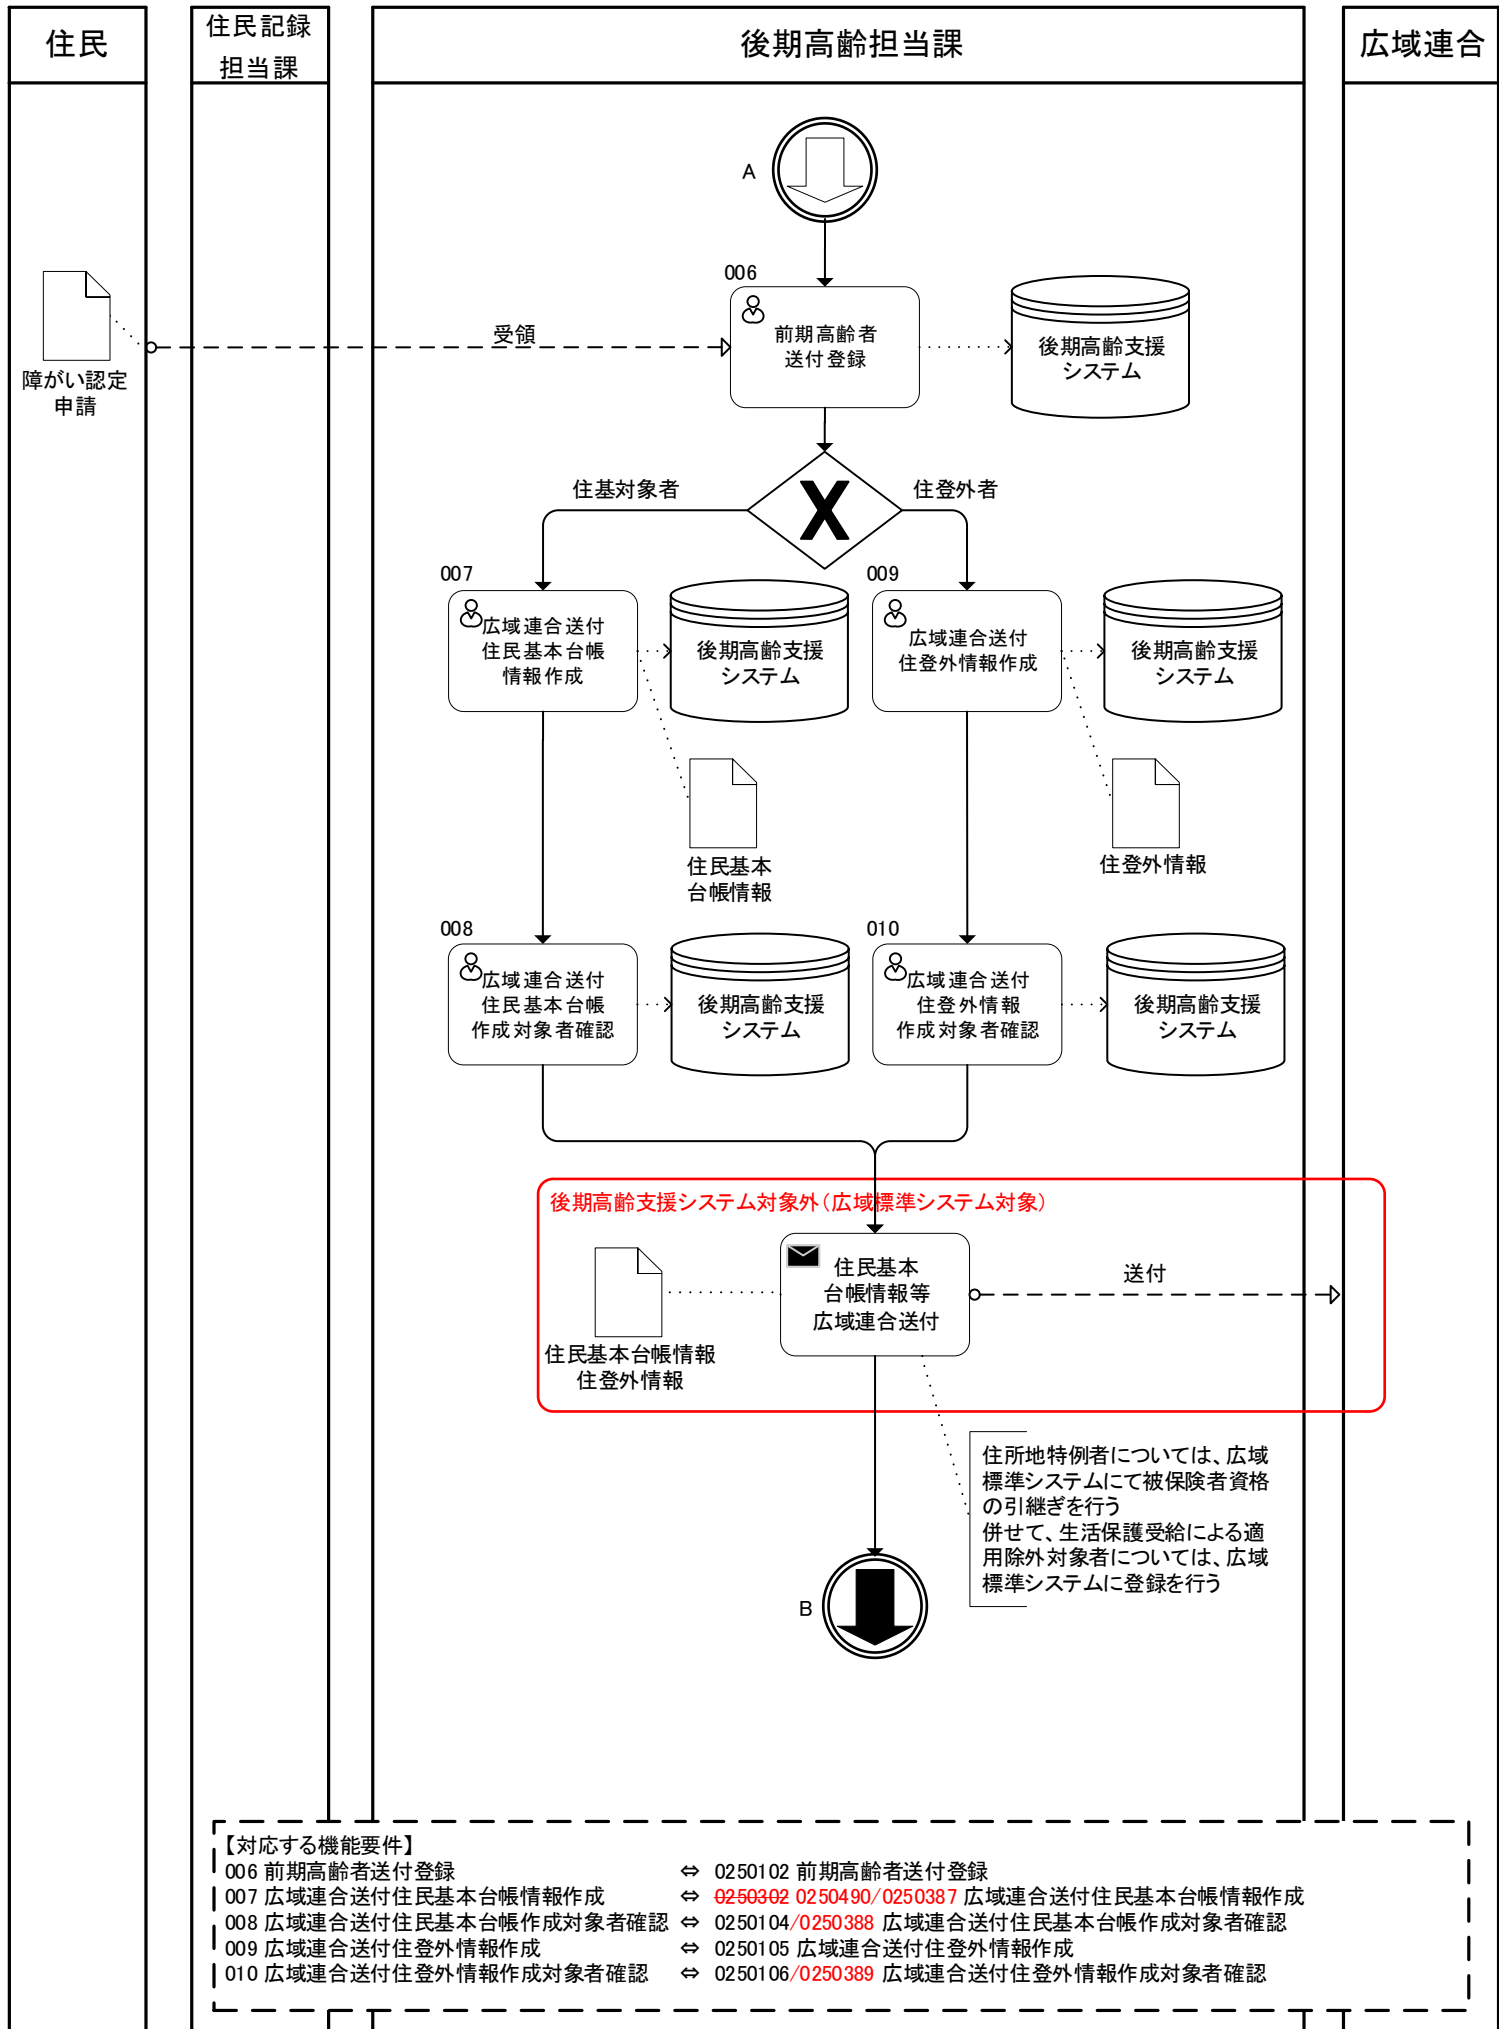 住民
住民記録
担当課
後期高齢担当課
広域連合
A
006
前期高齢者
送付登録
後期高齢支援
システム
受領
障がい認定
申請
住基対象者
X
住登外者
007
広域連合送付
住民基本台帳
情報作成
後期高齢支援
システム
009
広域連合送付
住登外情報作成
後期高齢支援
システム
住民基本
台帳情報
住登外情報
008
広域連合送付
住民基本台帳
作成対象者確認
後期高齢支援
システム
010
広域連合送付
住登外情報
作成対象者確認
後期高齢支援
システム
後期高齢支援システム対象外（広域標準システム対象）
住民基本
台帳情報等
広域連合送付
送付
住民基本台帳情報
住登外情報
住所地特例者については、広域
標準システムにて被保険者資格
の引継ぎを行う
併せて、生活保護受給による適
用除外対象者については、広域
標準システムに登録を行う
B
【対応する機能要件】
006 前期高齢者送付登録 ⇔ 0250102 前期高齢者送付登録
007 広域連合送付住民基本台帳情報作成 ⇔ 0250302 0250490/0250387 広域連合送付住民基本台帳情報作成
008 広域連合送付住民基本台帳作成対象者確認 ⇔ 0250104/0250388 広域連合送付住民基本台帳作成対象者確認
009 広域連合送付住登外情報作成 ⇔ 0250105 広域連合送付住登外情報作成
010 広域連合送付住登外情報作成対象者確認 ⇔ 0250106/0250389 広域連合送付住登外情報作成対象者確認